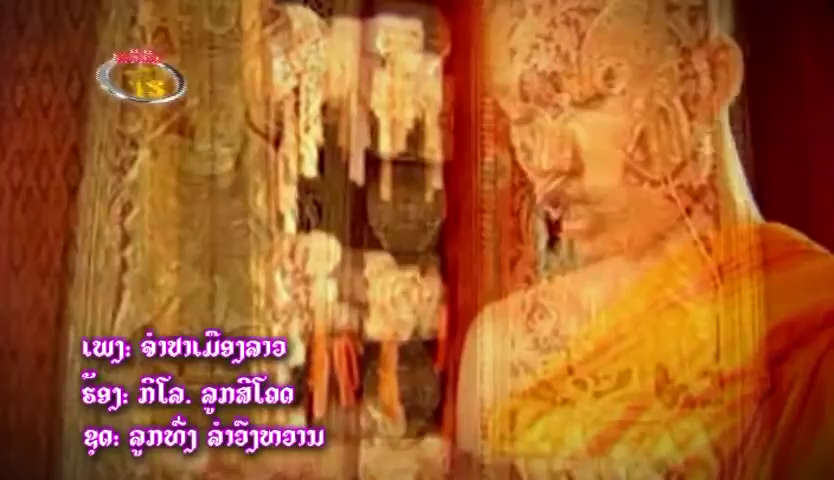 ເພງ: ຈຳປາເມືອງລາວ
ຮ້ອງ: ກິໂລ. ລູກສີໂຄດ
ຊຸດ: ລູກທົ່ງ ລຳວົງຫວານ